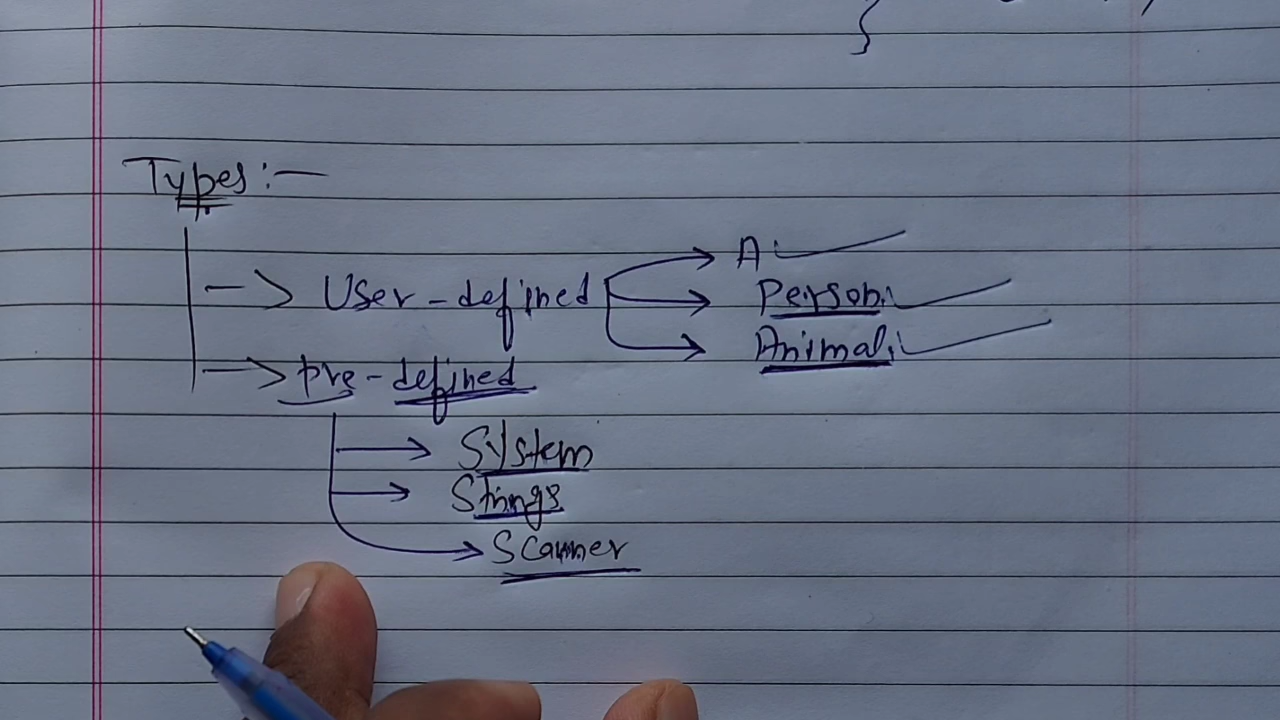 }
Types:-
-> User-defined → A
→ Person
→ Animal
-> pre-defined
→ System
→ Strings
→ Scanner